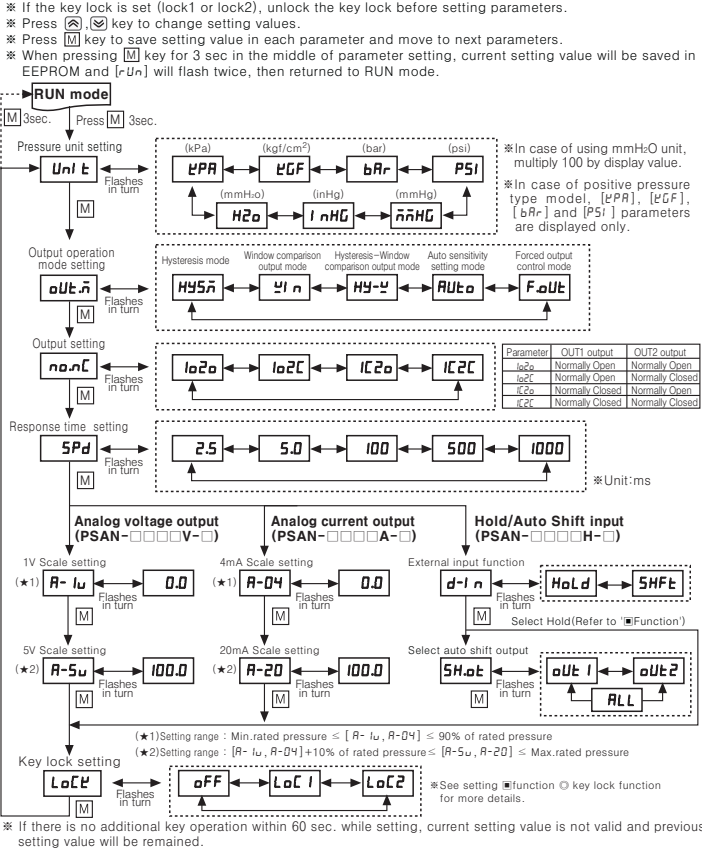 ※ If the key lock is set (lock1 or lock2), unlock the key lock before setting parameters.
※ Press ︽, ︾ key to change setting values.
※ Press M key to save setting value in each parameter and move to next parameters.
※ When pressing M key for 3 sec in the middle of parameter setting, current setting value will be saved in
EEPROM and [rUn] will flash twice, then returned to RUN mode.
RUN mode
M 3sec.
Press M 3sec.
Pressure unit setting
UnI t
Flashes
in turn
M
(kPa) (kgf/cm²) (bar) (psi)
KPA KGF bAr PSI
(mmH₂o) (inHg) (mmHg)
H2o I nHG mmHG
※In case of using mmH₂O unit,
multiply 100 by display value.
※In case of positive pressure
type model, [KPA], [KGF],
[bAr] and [PSI] parameters
are displayed only.
Output operation
mode setting
oUt.m
Flashes
in turn
M
Hysteresis mode
Window comparison
output mode
Hysteresis-Window
comparison output mode
Auto sensitivity
setting mode
Forced output
control mode
HYS.m WI n HY-W AUto F.oUt
Output setting
no.nC
Flashes
in turn
M
1o2o 1o2C 1C2o 1C2C
Parameter OUT1 output OUT2 output
1o2o Normally Open Normally Open
1o2C Normally Open Normally Closed
1C2o Normally Closed Normally Open
1C2C Normally Closed Normally Closed
Response time setting
SPd
Flashes
in turn
M
2.5 5.0 100 500 1000
※Unit:ms
Analog voltage output
(PSAN-□□□□V-□)
Analog current output
(PSAN-□□□□A-□)
Hold/Auto Shift input
(PSAN-□□□□H-□)
1V Scale setting
(★1) A-1v 0.0
Flashes
in turn
M
4mA Scale setting
(★1) A-04 0.0
Flashes
in turn
M
External input function
d-I n HoLd SHFt
Flashes
in turn
M
Select Hold(Refer to '▣Function')
5V Scale setting
(★2) A-5v 100.0
Flashes
in turn
M
20mA Scale setting
(★2) A-20 100.0
Flashes
in turn
M
Select auto shift output
SH.ot oUt 1 oUt2
ALL
Flashes
in turn
M
(★1)Setting range : Min.rated pressure ≤ [A-1v, A-04] ≤ 90% of rated pressure
(★2)Setting range : [A-1v, A-04]+10% of rated pressure≤ [A-5v, A-20] ≤ Max.rated pressure
Key lock setting
LoCK
Flashes
in turn
M
oFF LoC 1 LoC2
※See setting ▣function ◎ key lock function
for more details.
※ If there is no additional key operation within 60 sec. while setting, current setting value is not valid and previous
setting value will be remained.